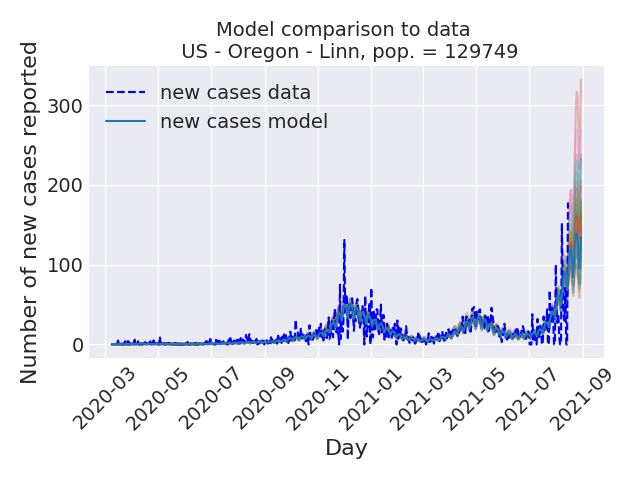 Model comparison to data
US - Oregon - Linn, pop. = 129749
Number of new cases reported
300
200
100
0
new cases data
new cases model
2020-03
2020-05
2020-07
2020-09
2020-11
2021-01
2021-03
2021-05
2021-07
2021-09
Day